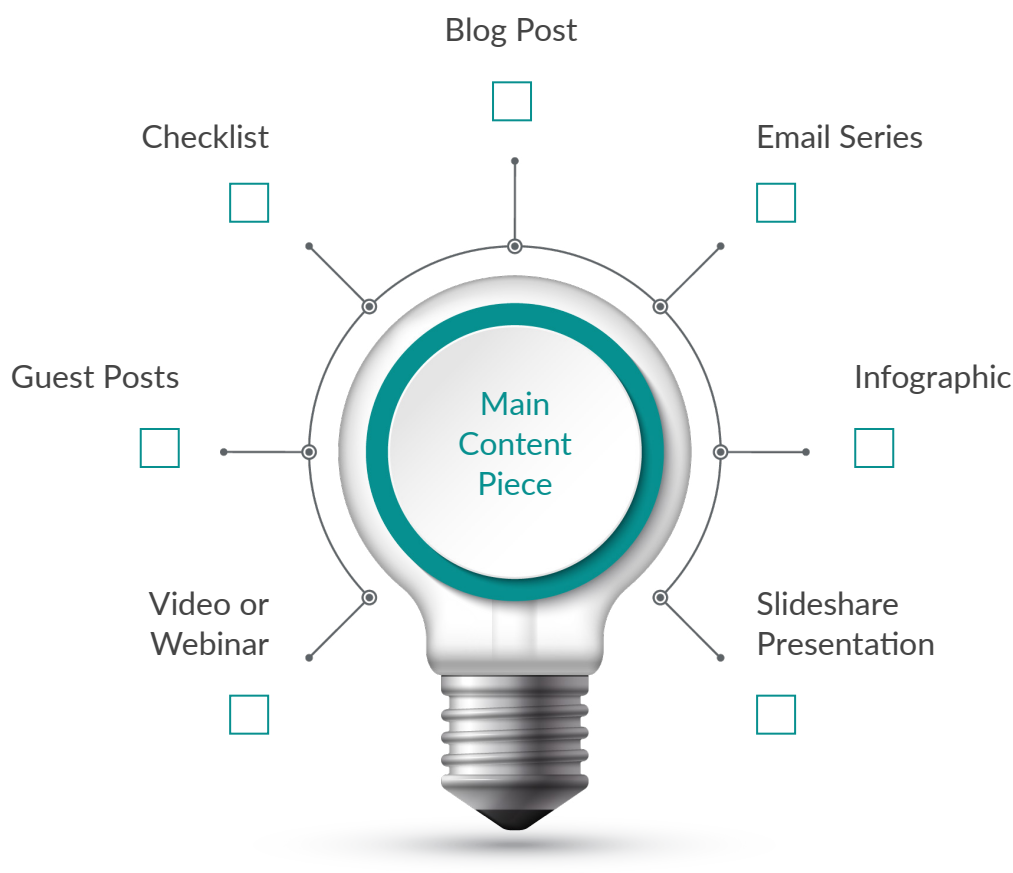 Blog Post
Checklist
Email Series
Guest Posts
Infographic
Main
Content
Piece
Video or
Webinar
Slideshare
Presentation